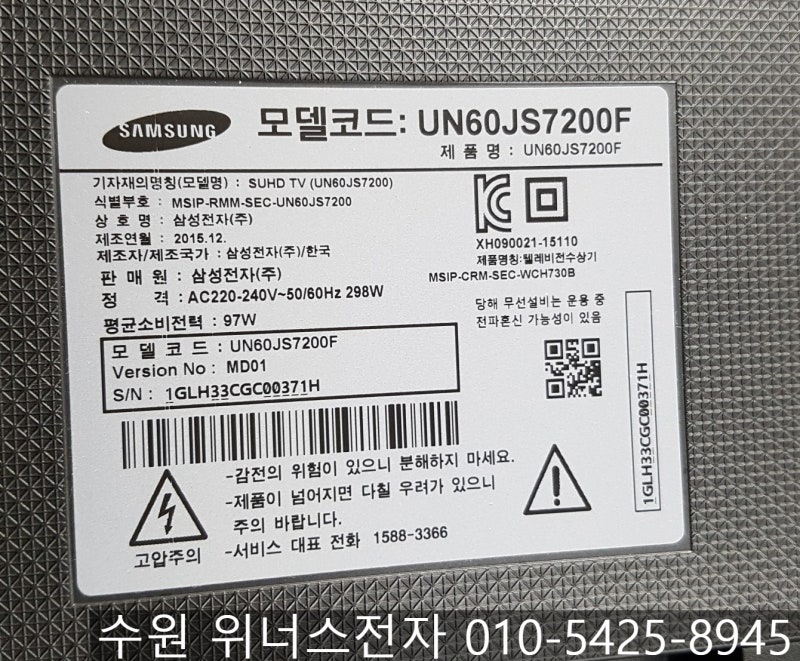 SAMSUNG 모델코드: UN60JS7200F
제 품 명 : UN60JS7200F
기자재의명칭(모델명) : SUHD TV (UN60JS7200)
식별부호 : MSIP-RMM-SEC-UN60JS7200
상 호 명 : 삼성전자(주)
제조연월 : 2015.12.
제조자/제조국가 : 삼성전자(주)/한국
판 매 원 : 삼성전자(주)
정 격 : AC220-240V~50/60Hz 298W
평균소비전력 : 97W
XH090021-15110
제품명칭:텔레비전수상기
MSIP-CRM-SEC-WCH730B
당해 무선설비는 운용 중
전파혼신 가능성이 있음
모 델 코 드 : UN60JS7200F
Version No : MD01
S/N : 1GLH33CGC00371H
1GLH33CGC00371H
-감전의 위험이 있으니 분해하지 마세요.
-제품이 넘어지면 다칠 우려가 있으니
주의 바랍니다.
-서비스 대표 전화 1588-3366
고압주의
수원 위너스전자 010-5425-8945